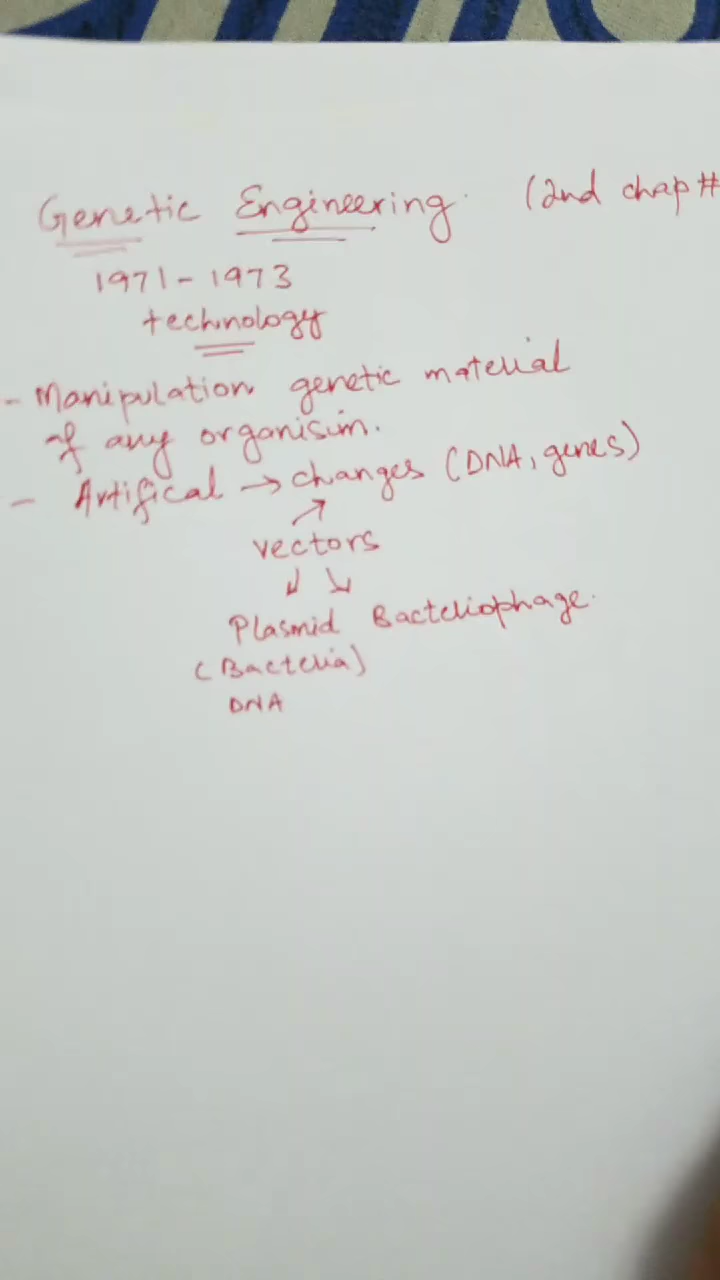 Genetic Engineering. (2nd chap #
1971 - 1973
technology
- Manipulation genetic material
of any organisim.
- Artifical → changes (DNA, genes)
vectors
Plasmid Bacteriophage.
(Bacteria)
DNA